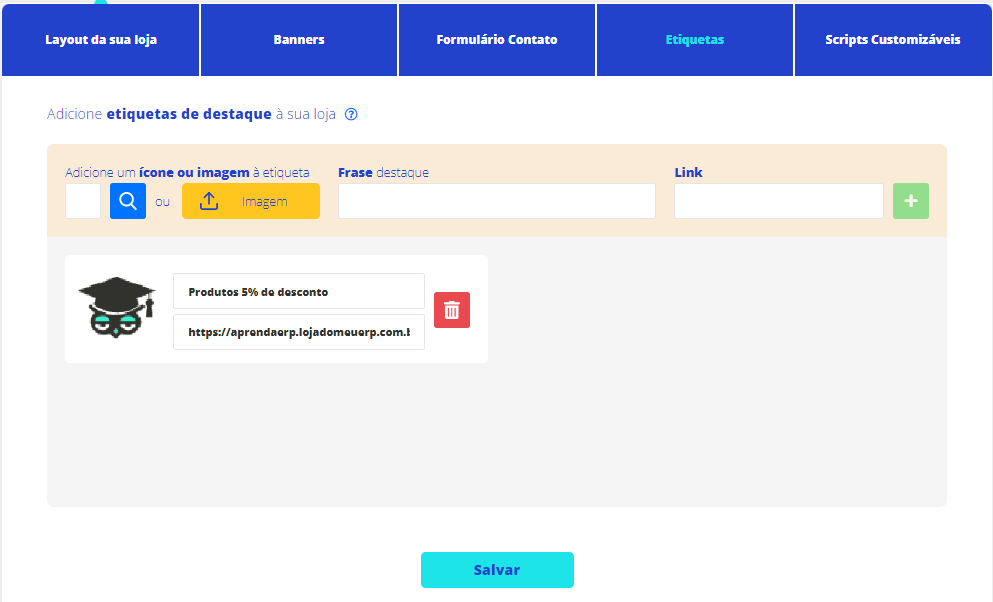 Layout da sua loja
Banners
Formulário Contato
Etiquetas
Scripts Customizáveis
Adicione etiquetas de destaque à sua loja ?
Adicione um ícone ou imagem à etiqueta
Frase destaque
Link
ou
Imagem
+
Produtos 5% de desconto
https://aprendaerp.lojadomeuerp.com.b
Salvar